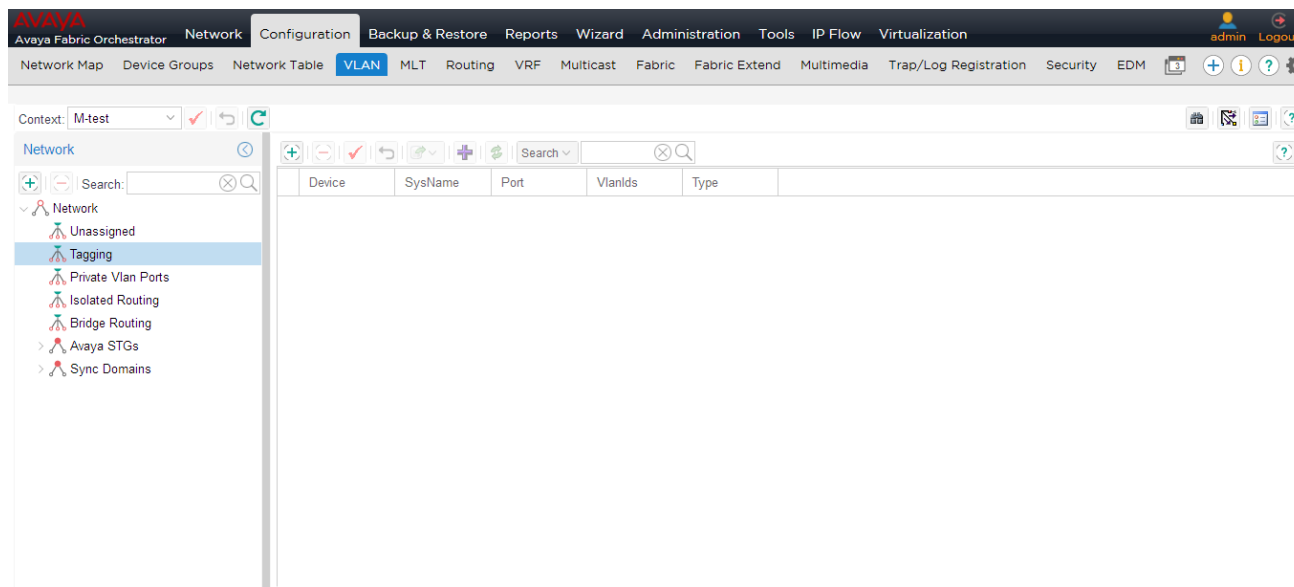 AVAYA
Avaya Fabric Orchestrator Network Configuration Backup & Restore Reports Wizard Administration Tools IP Flow Virtualization admin Logou
Network Map Device Groups Network Table VLAN MLT Routing VRF Multicast Fabric Fabric Extend Multimedia Trap/Log Registration Security EDM 3
Context: M-test
Network
Search
Search:
Device SysName Port VlanIds Type
Network
Unassigned
Tagging
Private Vlan Ports
Isolated Routing
Bridge Routing
Avaya STGs
Sync Domains